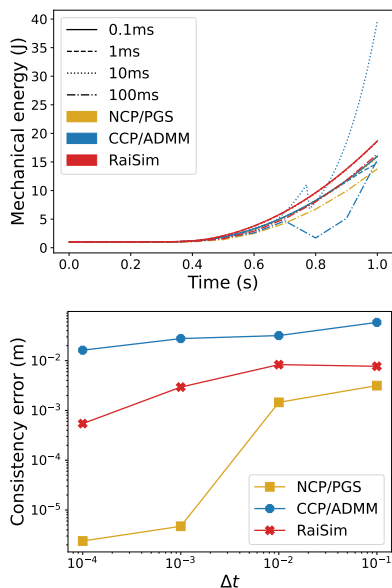 Mechanical energy (J)
40
35
30
25
20
15
10
5
0
0.1ms
1ms
10ms
100ms
NCP/PGS
CCP/ADMM
RaiSim
0.0 0.2 0.4 0.6 0.8 1.0
Time (s)
Consistency error (m)
10⁻²
10⁻³
10⁻⁴
10⁻⁵
NCP/PGS
CCP/ADMM
RaiSim
10⁻⁴ 10⁻³ 10⁻² 10⁻¹
Δt